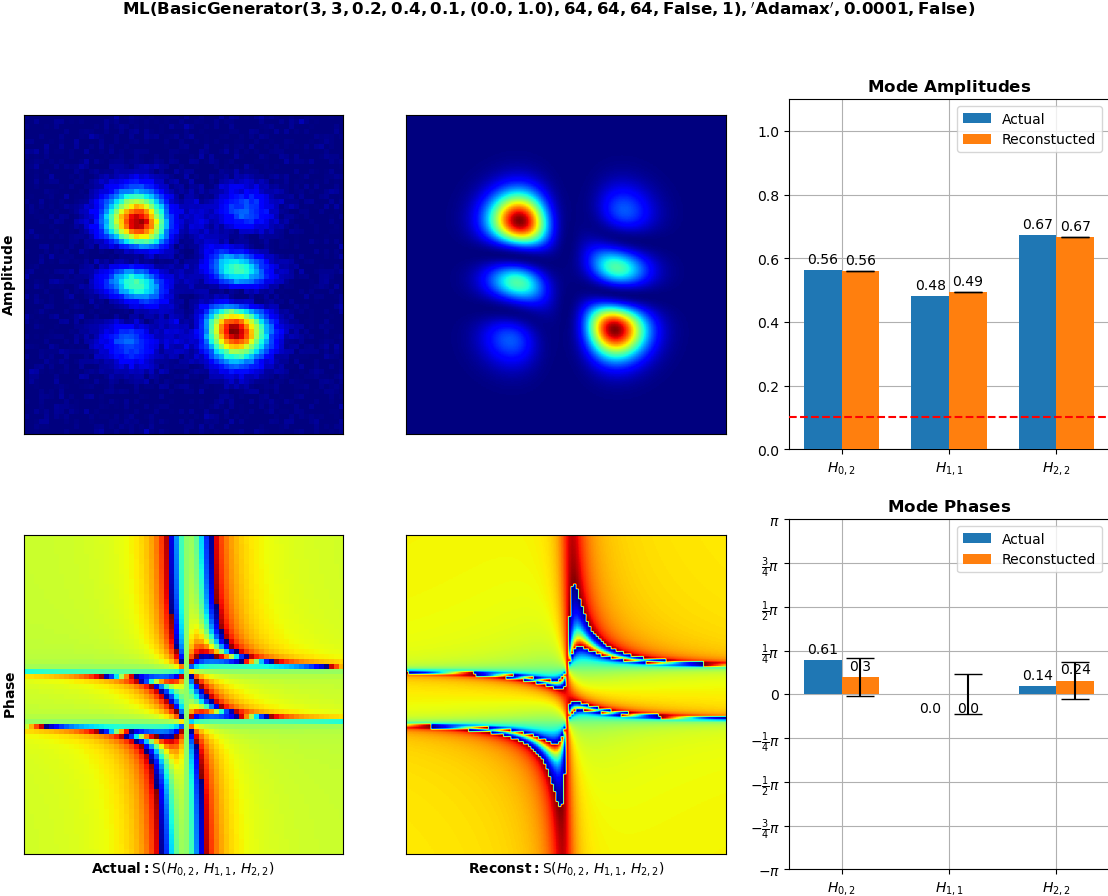 ML(BasicGenerator(3, 3, 0.2, 0.4, 0.1, (0.0, 1.0), 64, 64, 64, False, 1), ′Adamax′, 0.0001, False)
Amplitude
Mode Amplitudes
Actual
Reconstucted
1.0
0.8
0.6
0.4
0.2
0.0
0.56 0.56
0.48 0.49
0.67 0.67
H0, 2 H1, 1 H2, 2
Phase
Actual: S(H0, 2, H1, 1, H2, 2)
Reconst: S(H0, 2, H1, 1, H2, 2)
Mode Phases
Actual
Reconstucted
π
3/4π
1/2π
1/4π
0
−1/4π
−1/2π
−3/4π
−π
0.61 0.3
0.0 0.0
0.14 0.24
H0, 2 H1, 1 H2, 2